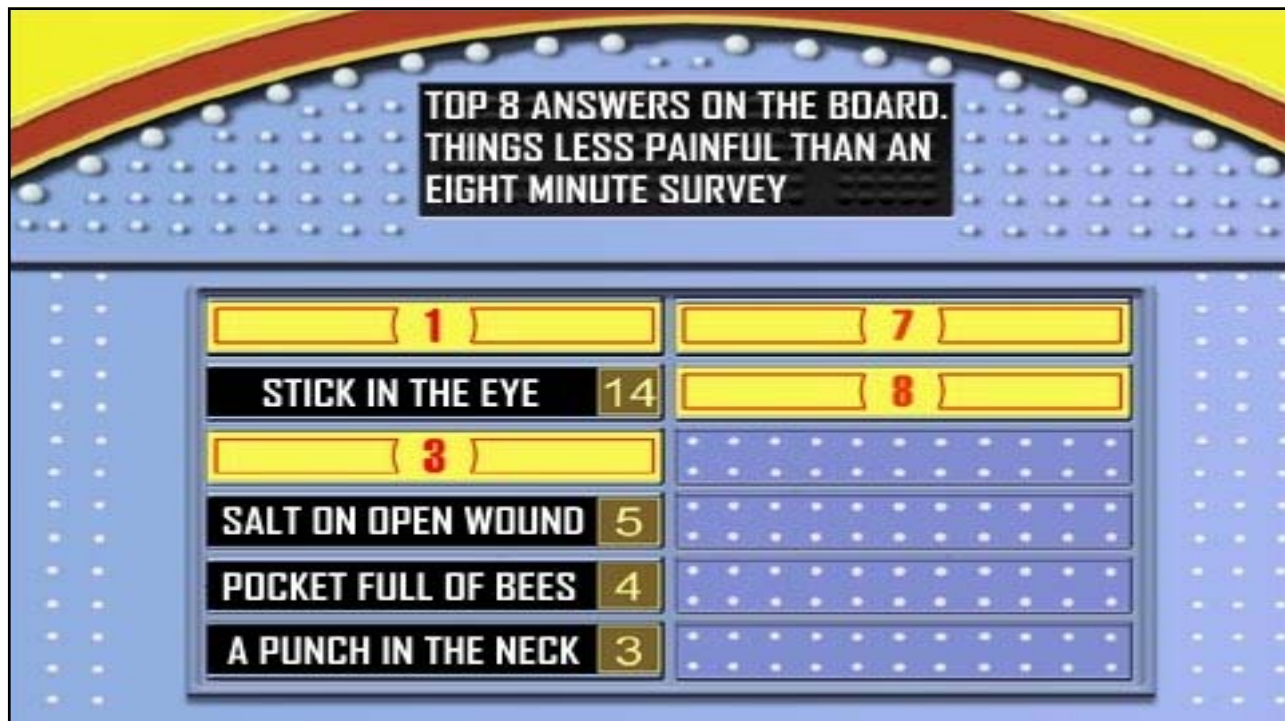 TOP 8 ANSWERS ON THE BOARD.
THINGS LESS PAINFUL THAN AN
EIGHT MINUTE SURVEY
1
STICK IN THE EYE 14
3
SALT ON OPEN WOUND 5
POCKET FULL OF BEES 4
A PUNCH IN THE NECK 3
7
8